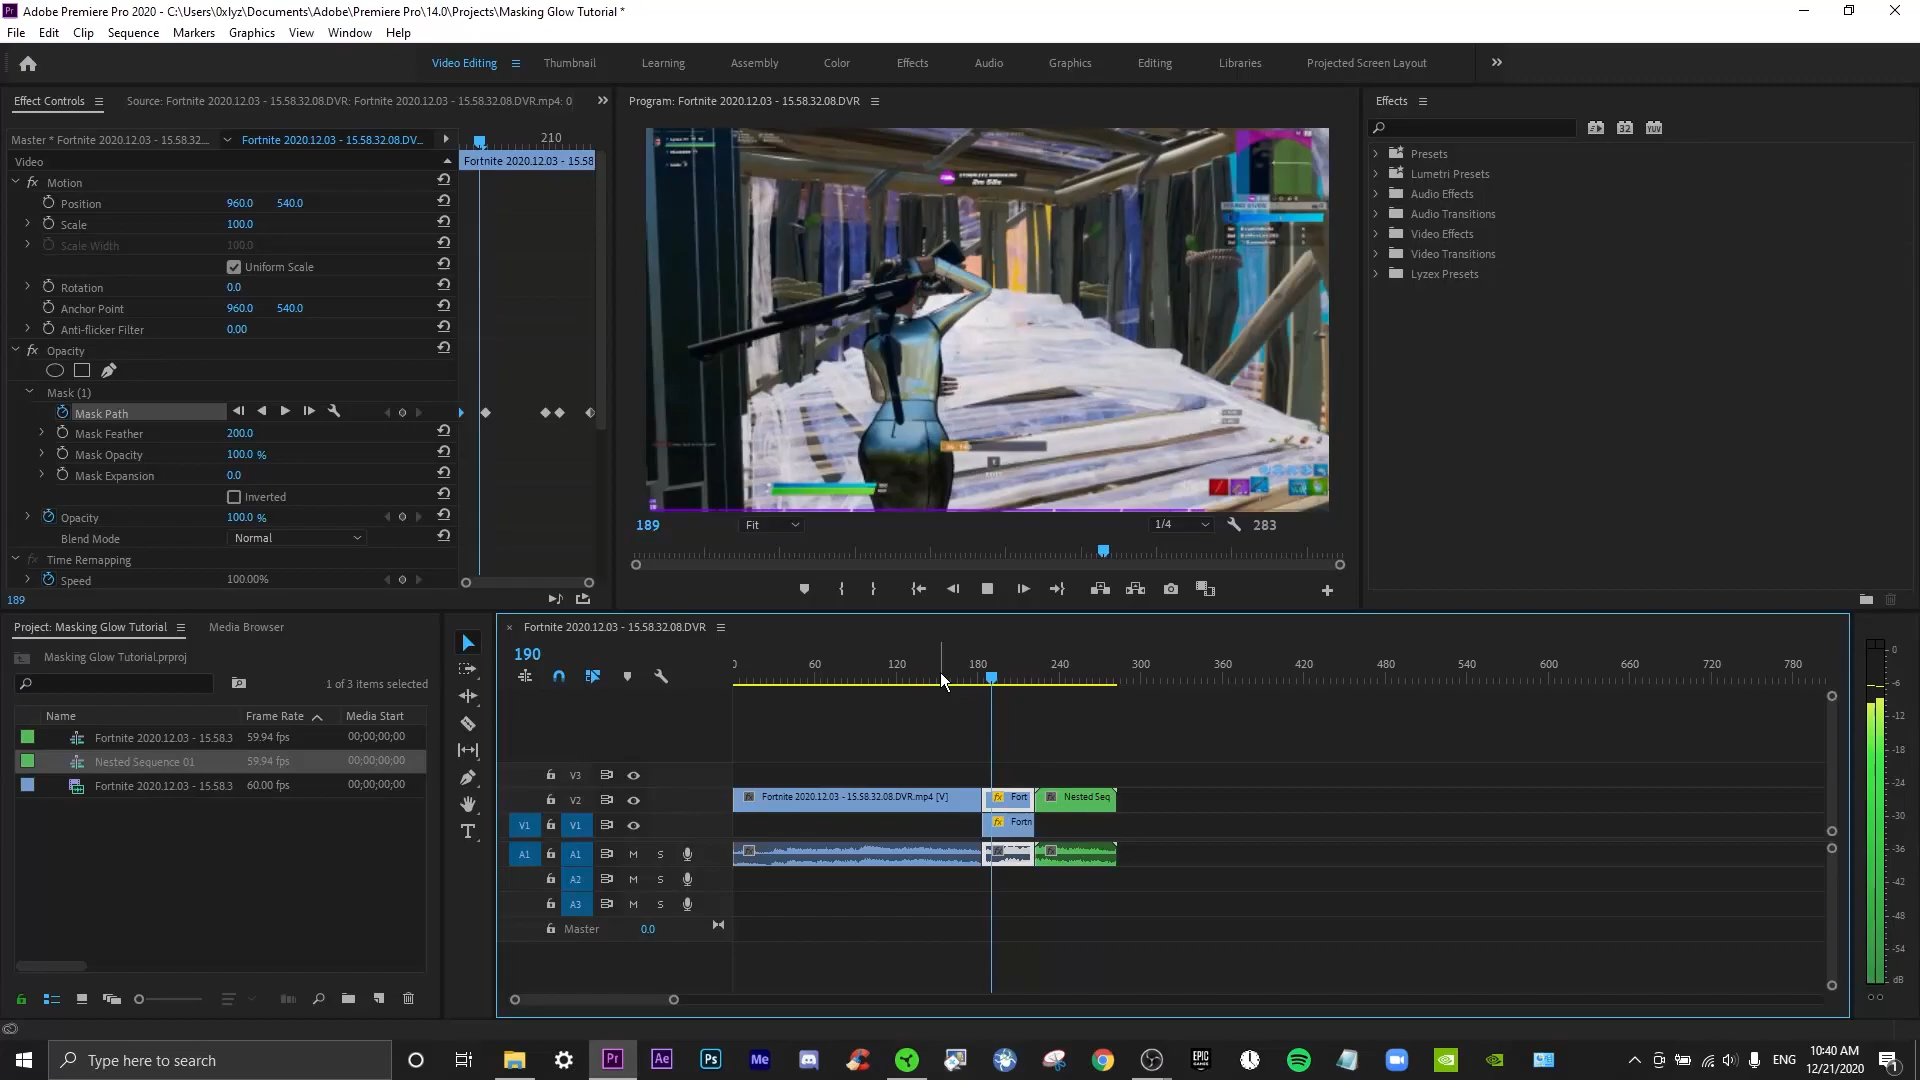 Adobe Premiere Pro 2020 - C:\Users\0xlyz\Documents\Adobe\Premiere Pro\14.0\Projects\Masking Glow Tutorial *
File Edit Clip Sequence Markers Graphics View Window Help
Video Editing Thumbnail Learning Assembly Color Effects Audio Graphics Editing Libraries Projected Screen Layout
Effect Controls Source: Fortnite 2020.12.03 - 15.58.32.08.DVR: Fortnite 2020.12.03 - 15.58.32.08.DVR.mp4: 0
Master * Fortnite 2020.12.03 - 15.58.32... Fortnite 2020.12.03 - 15.58.32.08.DV... 210
Video Fortnite 2020.12.03 - 15.58
Motion
Position 960.0 540.0
Scale 100.0
Scale Width 100.0
Uniform Scale
Rotation 0.0
Anchor Point 960.0 540.0
Anti-flicker Filter 0.00
Opacity
Mask (1)
Mask Path
Mask Feather 200.0
Mask Opacity 100.0 %
Mask Expansion 0.0
Inverted
Opacity 100.0 %
Blend Mode Normal
Time Remapping
Speed 100.00%
189
Program: Fortnite 2020.12.03 - 15.58.32.08.DVR
189 Fit 1/4 283
Effects
32 YUV
Presets
Lumetri Presets
Audio Effects
Audio Transitions
Video Effects
Video Transitions
Lyzex Presets
Project: Masking Glow Tutorial Media Browser
Masking Glow Tutorial.prproj
1 of 3 items selected
Name Frame Rate Media Start
Fortnite 2020.12.03 - 15.58.3 59.94 fps 00;00;00;00
Nested Sequence 01 59.94 fps 00;00;00;00
Fortnite 2020.12.03 - 15.58.3 60.00 fps 00;00;00;00
Fortnite 2020.12.03 - 15.58.32.08.DVR
190
0 60 120 180 240 300 360 420 480 540 600 660 720 780
V3
V2 Fortnite 2020.12.03 - 15.58.32.08.DVR.mp4 [V] Fort Nested Seq
V1 V1 Fortn
A1 A1 M S
A2 M S
A3 M S
Master 0.0
0
-6
-12
-18
-24
-30
-36
-42
-48
-54
dB
Type here to search
Pr Ae Ps Me
EPIC GAMES
ENG
10:40 AM
12/21/2020
1